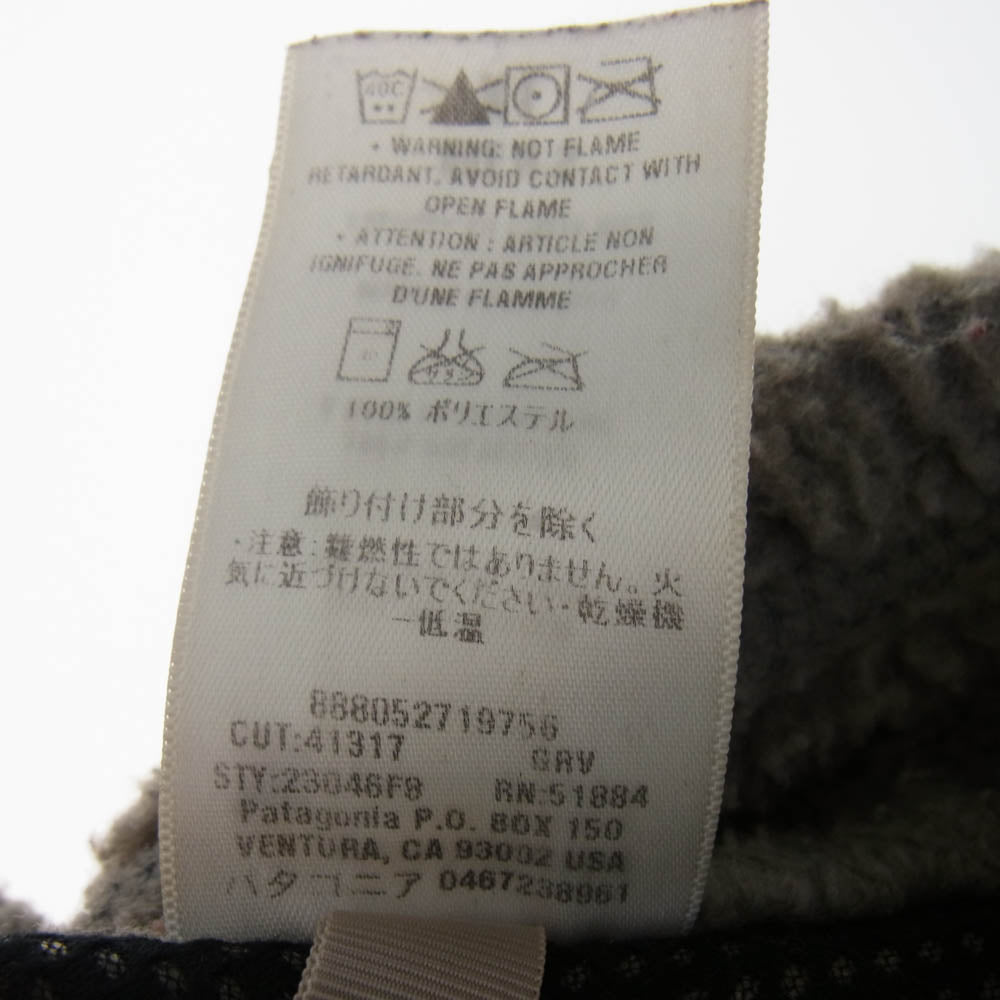 40C
• WARNING: NOT FLAME
RETARDANT. AVOID CONTACT WITH
OPEN FLAME
• ATTENTION : ARTICLE NON
IGNIFUGE. NE PAS APPROCHER
D'UNE FLAMME
100% ポリエステル
飾り付け部分を除く
・注意:難燃性ではありません。火
気に近づけないでください・乾燥機
ー低温
888052719756
CUT:41317 GRV
STY:23046F8 RN:51884
Patagonia P.O. BOX 150
VENTURA, CA 93002 USA
パタゴニア 0467238961